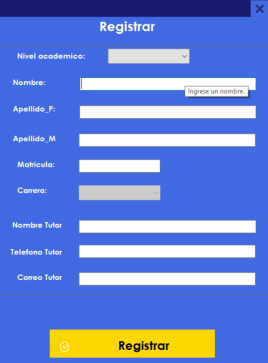 Registrar
Nivel academico:
Nombre:
Ingrese un nombre.
Apellido_P:
Apellido_M
Matricula:
Carrera:
Nombre Tutor
Telefono Tutor
Correo Tutor
Registrar